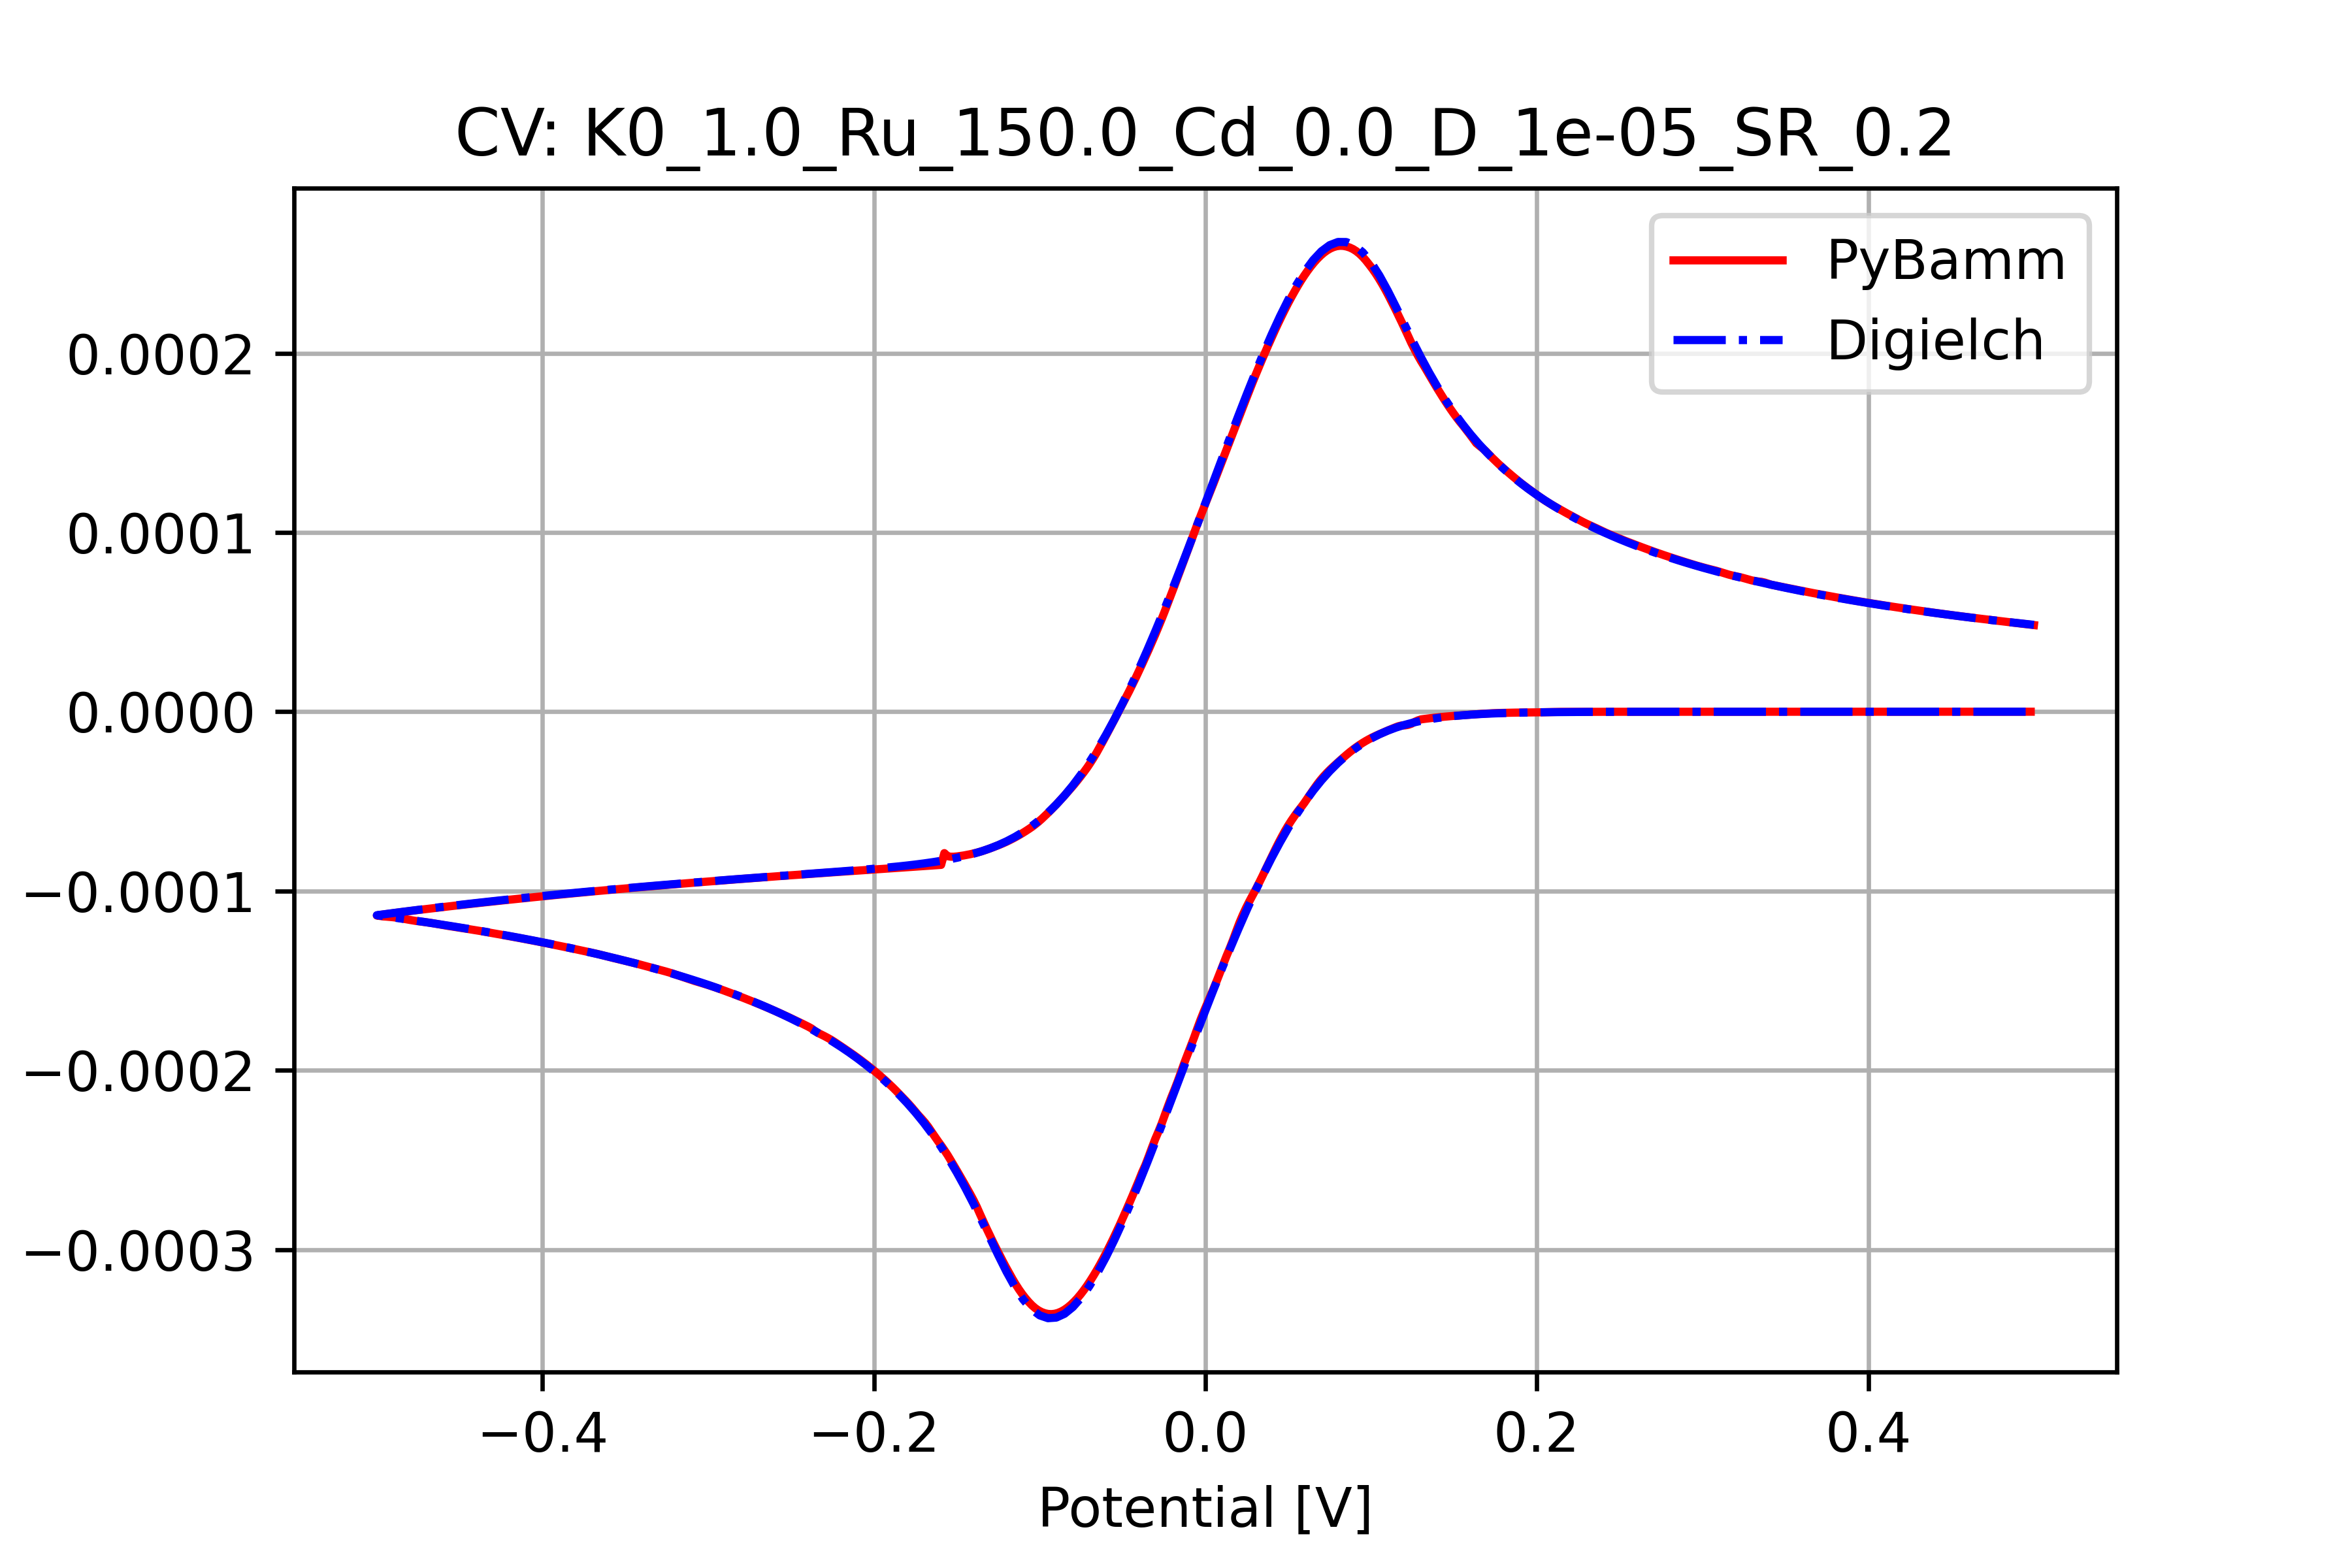 CV: K0_1.0_Ru_150.0_Cd_0.0_D_1e-05_SR_0.2
PyBamm
Digielch
0.0002
0.0001
0.0000
−0.0001
−0.0002
−0.0003
−0.4 −0.2 0.0 0.2 0.4
Potential [V]